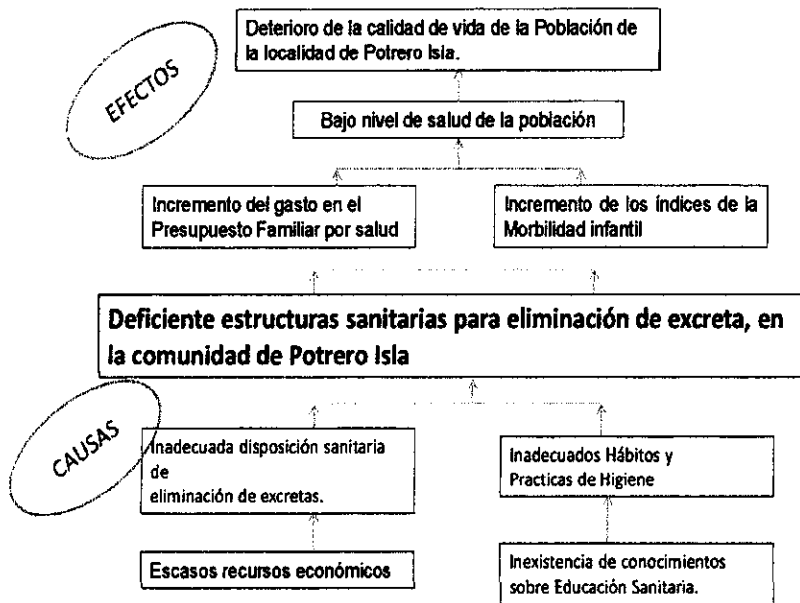 Deterioro de la calidad de vida de la Población de
la localidad de Potrero Isla.
EFECTOS
Bajo nivel de salud de la población
Incremento del gasto en el
Presupuesto Familiar por salud
Incremento de los índices de la
Morbilidad infantil
Deficiente estructuras sanitarias para eliminación de excreta, en
la comunidad de Potrero Isla
CAUSAS
Inadecuada disposición sanitaria
de
eliminación de excretas.
Inadecuados Hábitos y
Practicas de Higiene
Escasos recursos económicos
Inexistencia de conocimientos
sobre Educación Sanitaria.